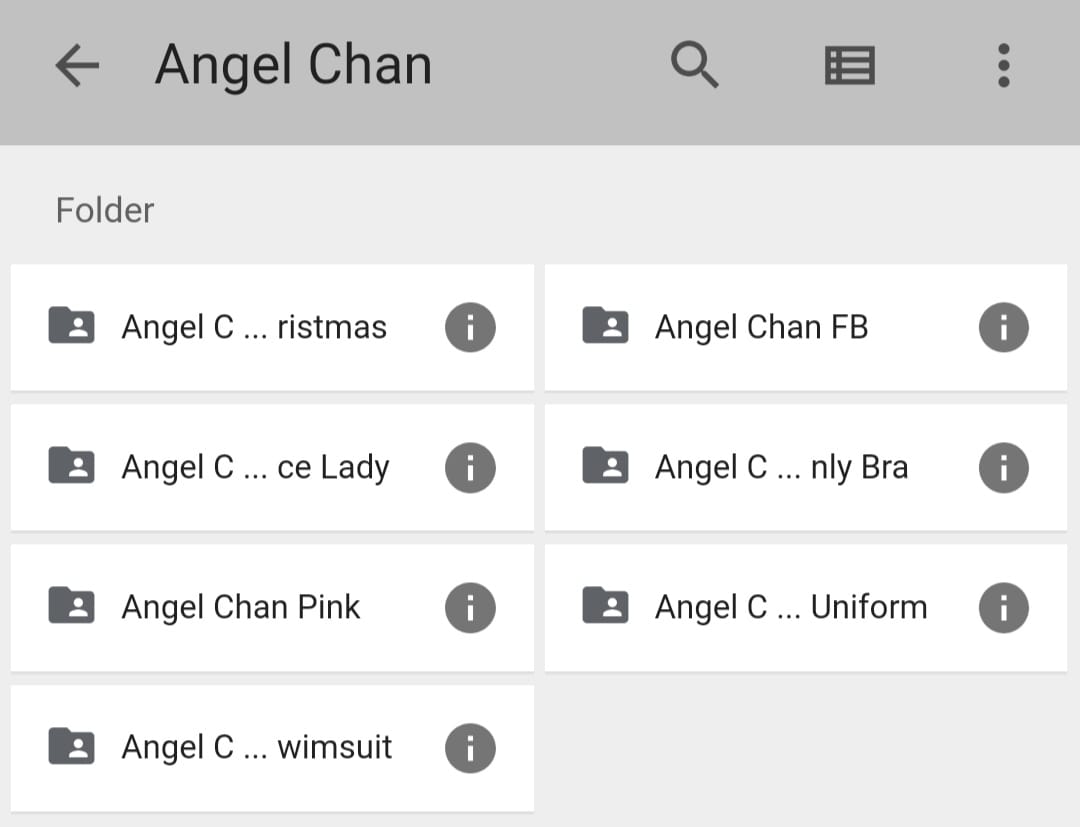 Angel Chan
Folder
Angel C ... ristmas
Angel Chan FB
Angel C ... ce Lady
Angel C ... nly Bra
Angel Chan Pink
Angel C ... Uniform
Angel C ... wimsuit